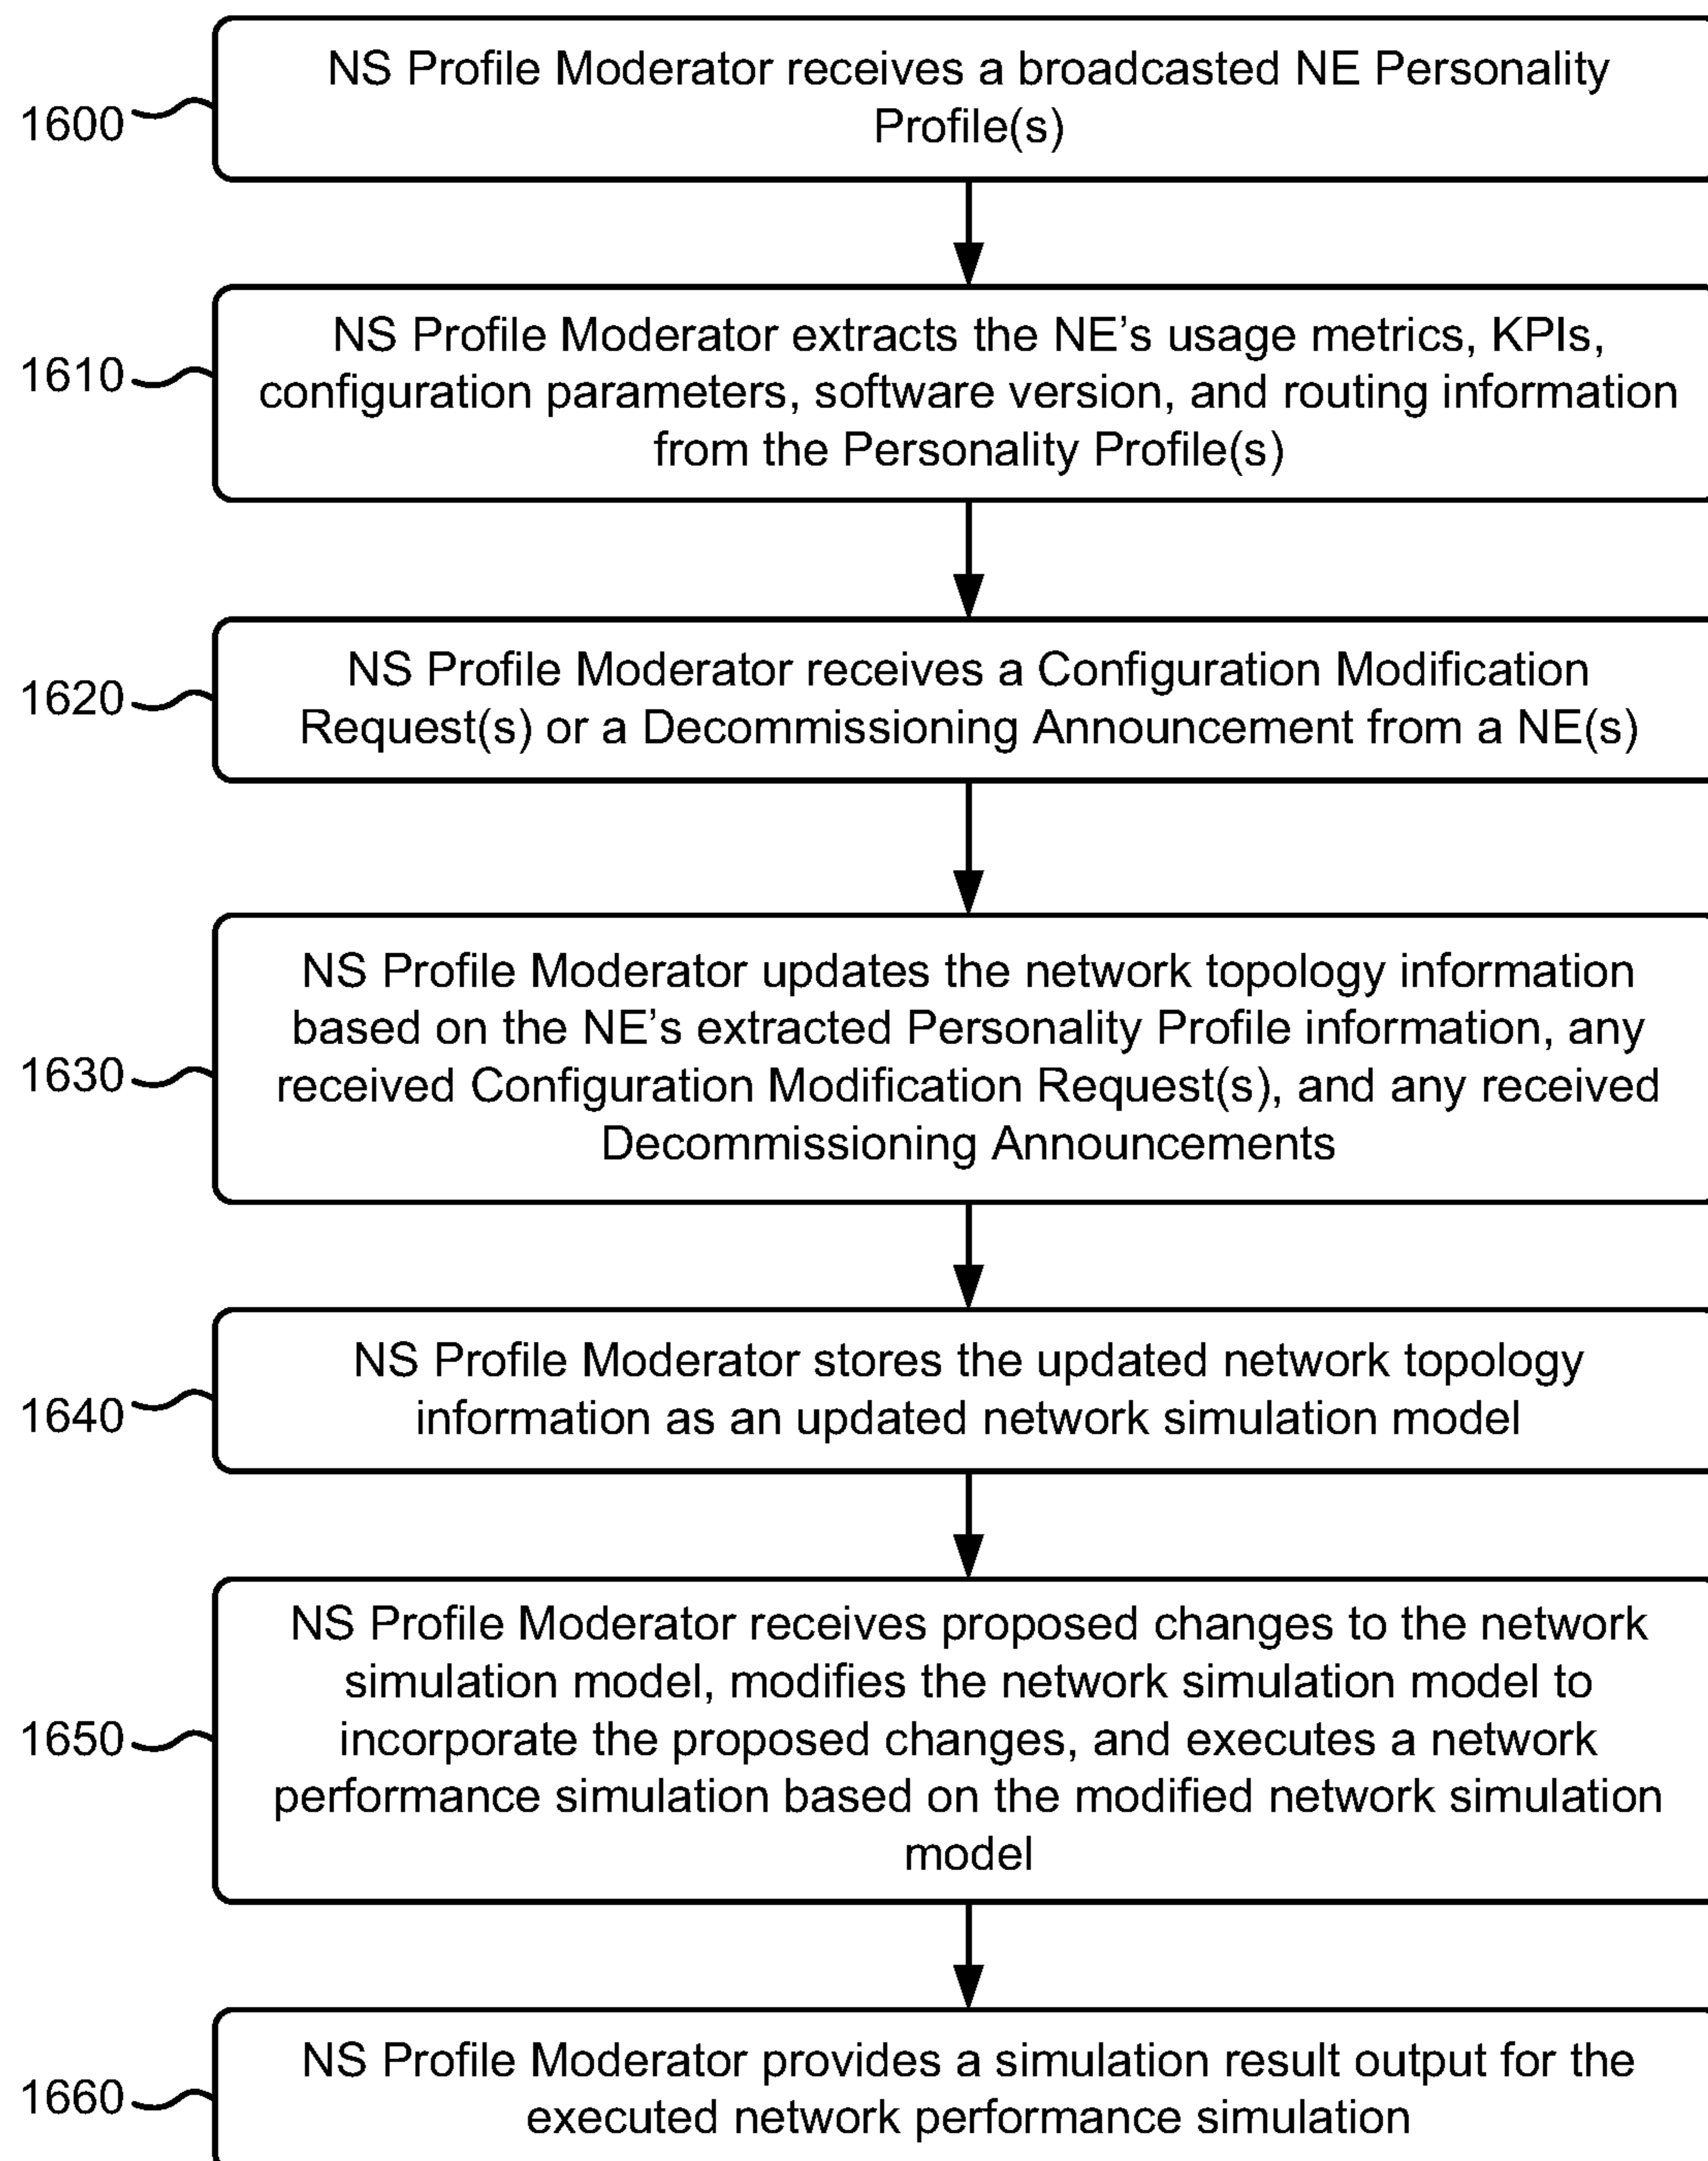 NS Profile Moderator receives a broadcasted NE Personality
Profile(s)
1600
NS Profile Moderator extracts the NE's usage metrics, KPIs,
configuration parameters, software version, and routing information
from the Personality Profile(s)
1610
NS Profile Moderator receives a Configuration Modification
Request(s) or a Decommissioning Announcement from a NE(s)
1620
NS Profile Moderator updates the network topology information
based on the NE's extracted Personality Profile information, any
received Configuration Modification Request(s), and any received
Decommissioning Announcements
1630
NS Profile Moderator stores the updated network topology
information as an updated network simulation model
1640
NS Profile Moderator receives proposed changes to the network
simulation model, modifies the network simulation model to
incorporate the proposed changes, and executes a network
performance simulation based on the modified network simulation
model
1650
NS Profile Moderator provides a simulation result output for the
executed network performance simulation
1660